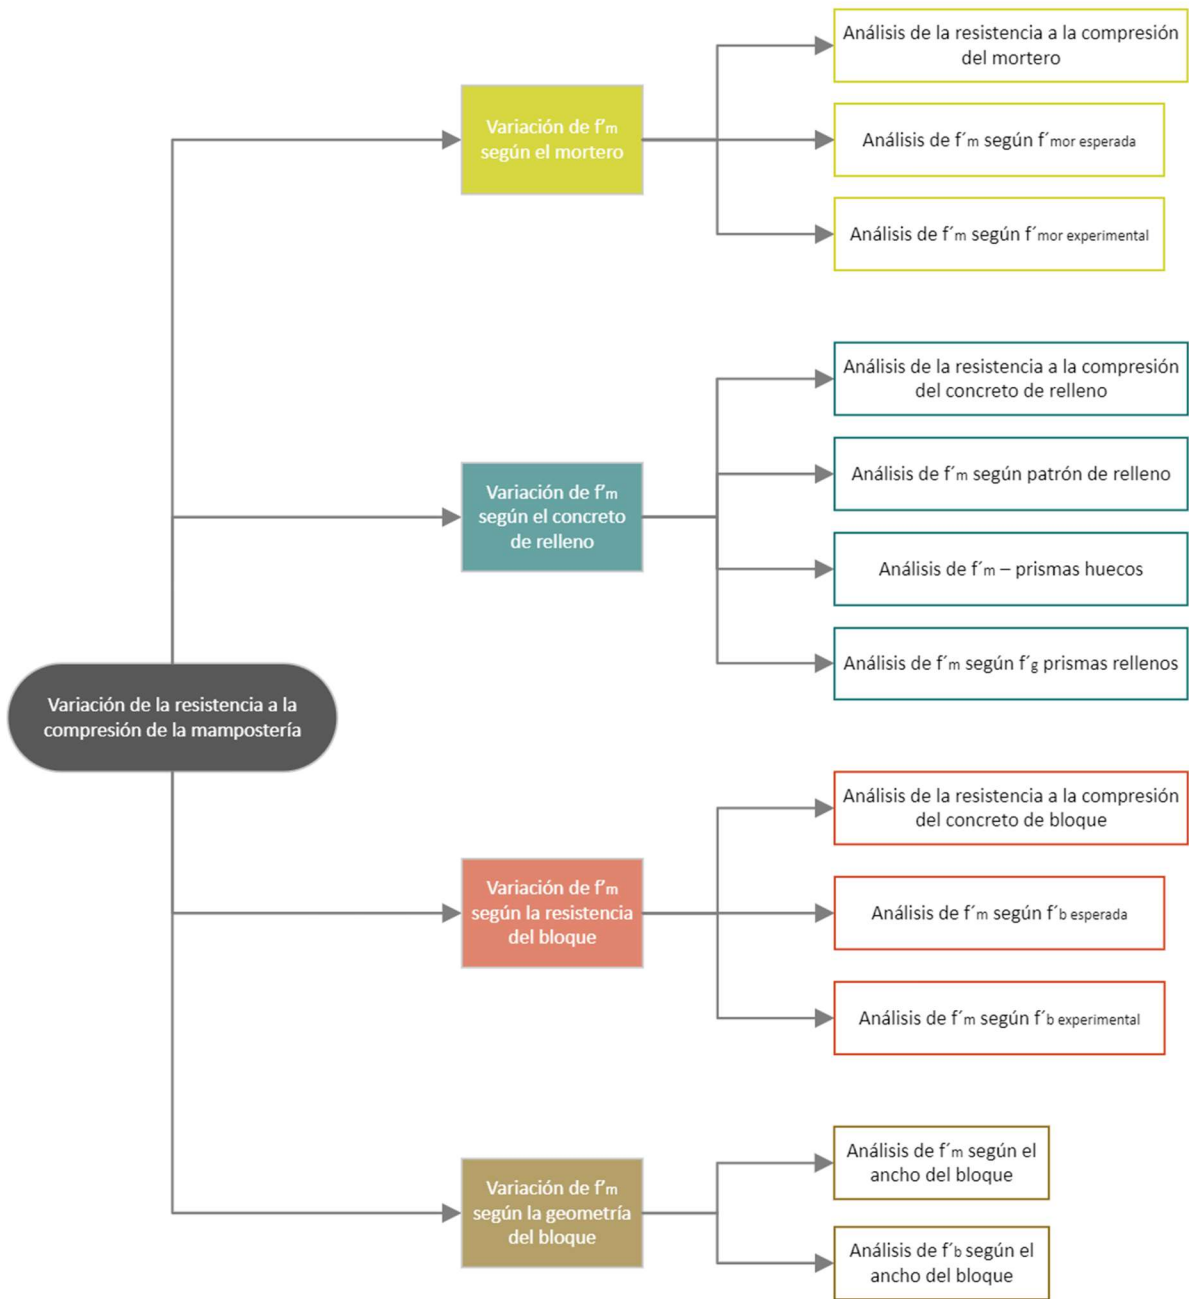 Variación de la resistencia a la
compresión de la mampostería
Variación de f’m
según el mortero
Análisis de la resistencia a la compresión
del mortero
Análisis de f´m según f´mor esperada
Análisis de f´m según f´mor experimental
Variación de f’m
según el concreto
de relleno
Análisis de la resistencia a la compresión
del concreto de relleno
Análisis de f´m según patrón de relleno
Análisis de f´m – prismas huecos
Análisis de f´m según f´g prismas rellenos
Variación de f’m
según la resistencia
del bloque
Análisis de la resistencia a la compresión
del concreto de bloque
Análisis de f´m según f´b esperada
Análisis de f´m según f´b experimental
Variación de f’m
según la geometría
del bloque
Análisis de f´m según el
ancho del bloque
Análisis de f´b según el
ancho del bloque